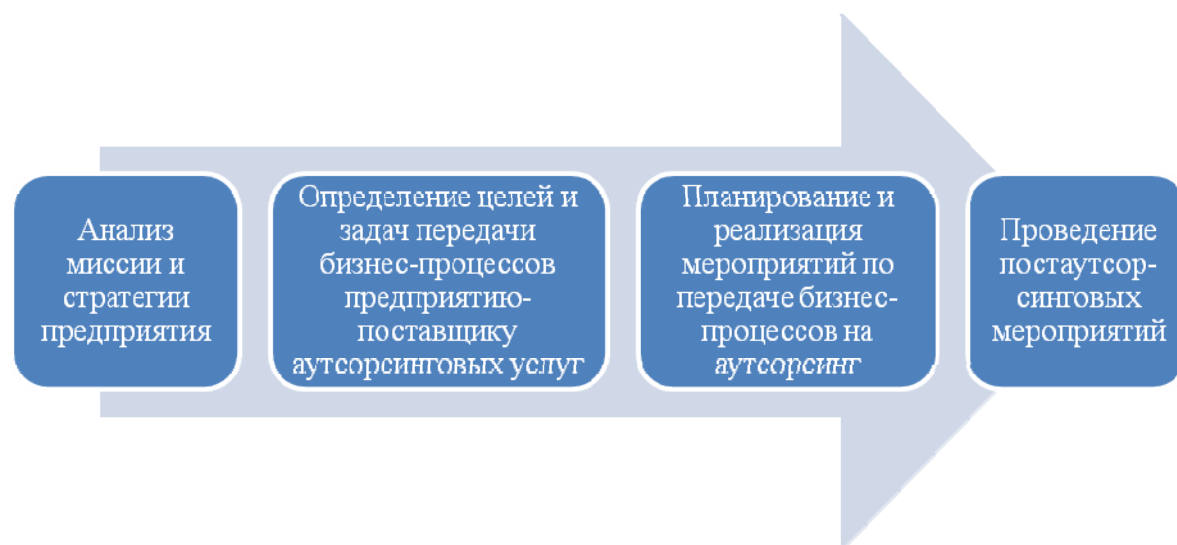 Анализ
миссии и
стратегии
предприятия
Определение целей и
задач передачи
бизнес-процессов
предприятию-
поставщику
аутсорсинговых услуг
Планирование и
реализация
мероприятий по
передаче бизнес-
процессов на
аутсорсинг
Проведение
постаутсор-
синговых
мероприятий